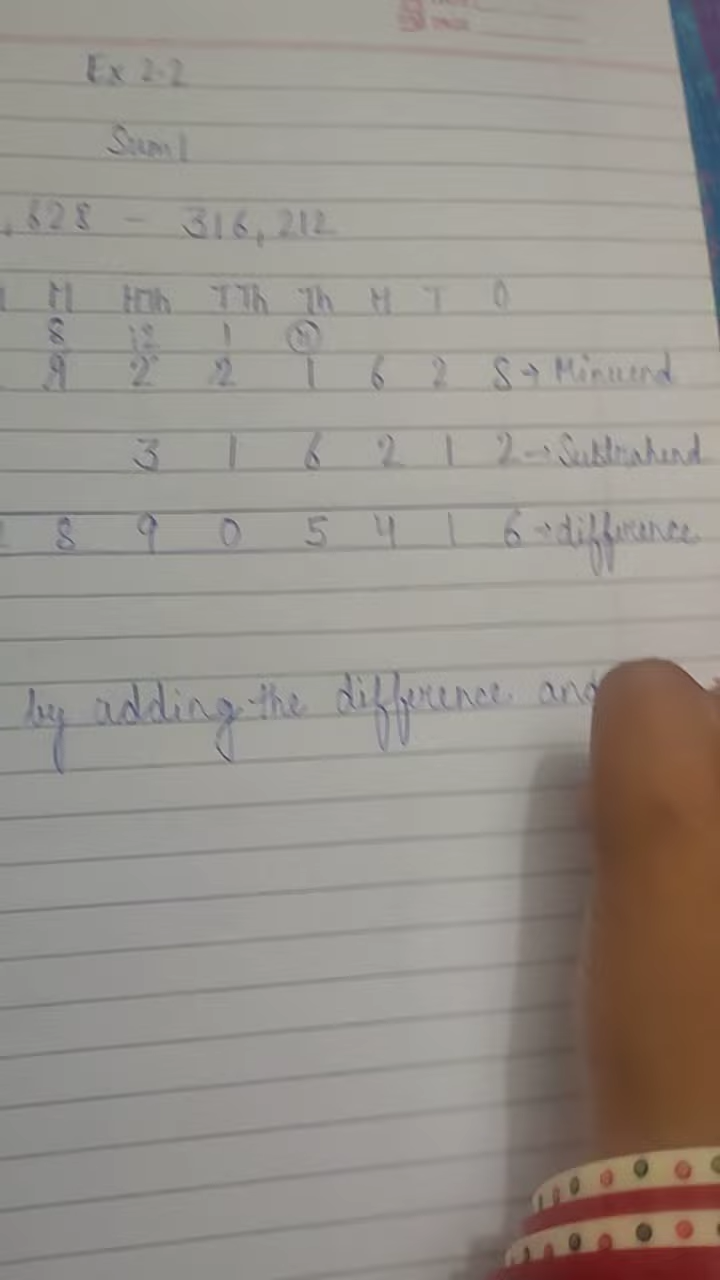 Ex 2.2
Sum 1
,628 - 316,212
M HTh TTh Th H T O
8 12 1 11
9 2 2 1 6 2 8 → Minuend
3 1 6 2 1 2 → Subtrahend
8 9 0 5 4 1 6 → difference
by adding the difference and